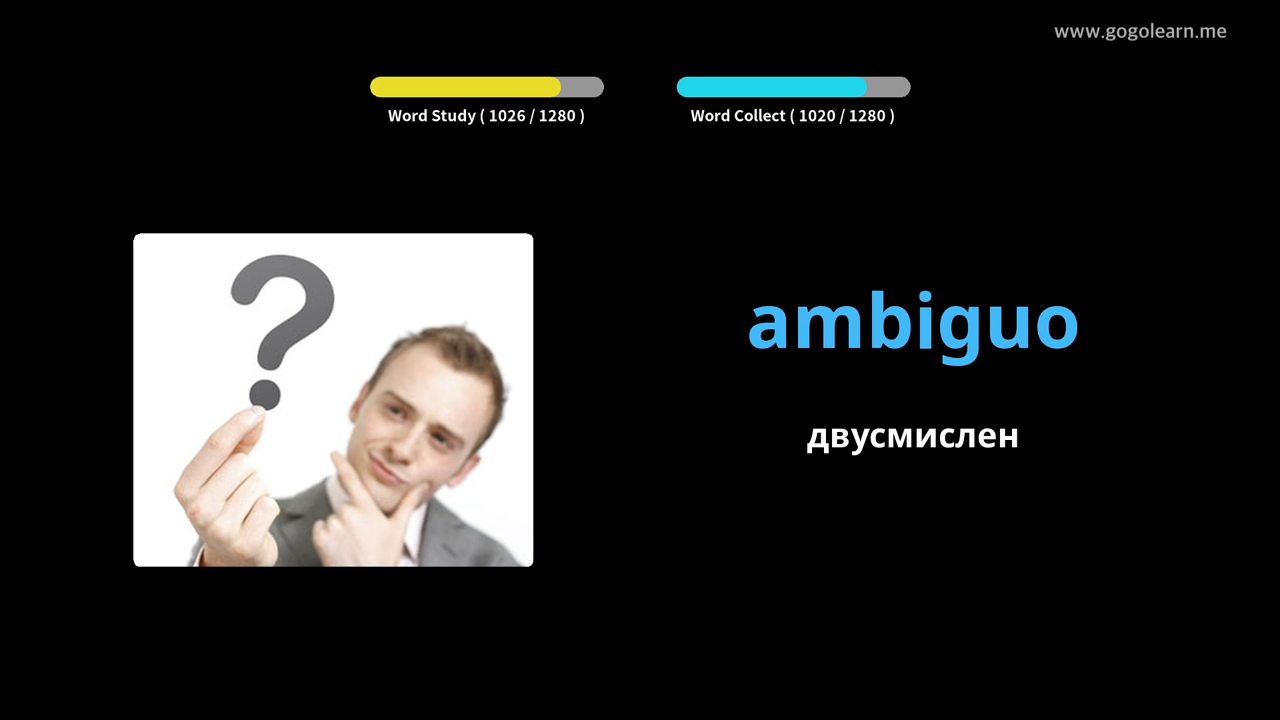 www.gogolearn.me
Word Study ( 1026 / 1280 )
Word Collect ( 1020 / 1280 )
?
ambiguo
двусмислен